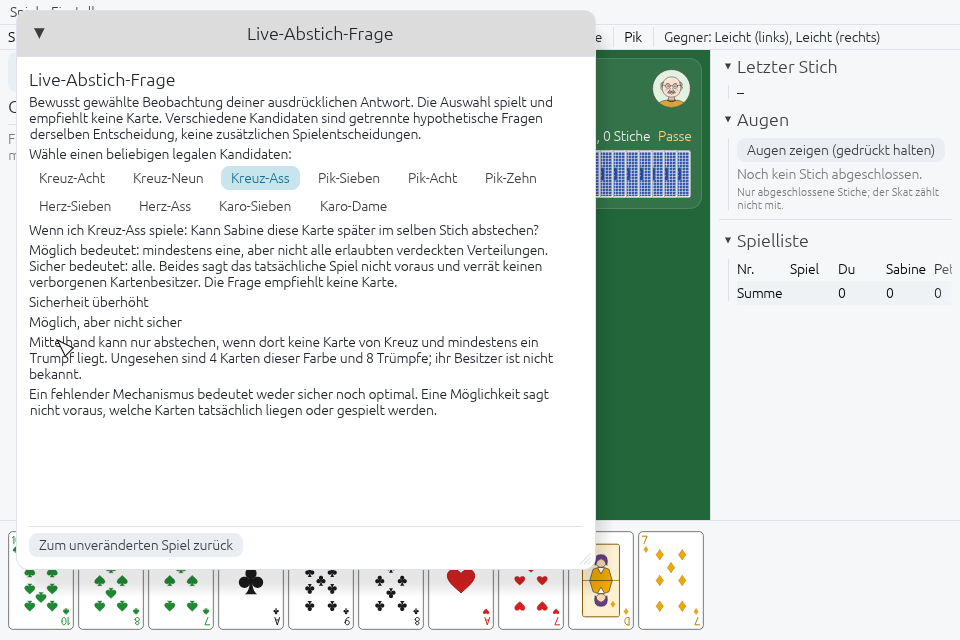 Live-Abstich-Frage
Pik
Gegner: Leicht (links), Leicht (rechts)
Live-Abstich-Frage
Bewusst gewählte Beobachtung deiner ausdrücklichen Antwort. Die Auswahl spielt und
empfiehlt keine Karte. Verschiedene Kandidaten sind getrennte hypothetische Fragen
derselben Entscheidung, keine zusätzlichen Spielentscheidungen.
Wähle einen beliebigen legalen Kandidaten:
Kreuz-Acht Kreuz-Neun Kreuz-Ass Pik-Sieben Pik-Acht Pik-Zehn
Herz-Sieben Herz-Ass Karo-Sieben Karo-Dame
Wenn ich Kreuz-Ass spiele: Kann Sabine diese Karte später im selben Stich abstechen?
Möglich bedeutet: mindestens eine, aber nicht alle erlaubten verdeckten Verteilungen.
Sicher bedeutet: alle. Beides sagt das tatsächliche Spiel nicht voraus und verrät keinen
verborgenen Kartenbesitzer. Die Frage empfiehlt keine Karte.
Sicherheit überhöht
Möglich, aber nicht sicher
Mittelhand kann nur abstechen, wenn dort keine Karte von Kreuz und mindestens ein
Trumpf liegt. Ungesehen sind 4 Karten dieser Farbe und 8 Trümpfe; ihr Besitzer ist nicht
bekannt.
Ein fehlender Mechanismus bedeutet weder sicher noch optimal. Eine Möglichkeit sagt
nicht voraus, welche Karten tatsächlich liegen oder gespielt werden.
Zum unveränderten Spiel zurück
, 0 Stiche Passe
Letzter Stich
–
Augen
Augen zeigen (gedrückt halten)
Noch kein Stich abgeschlossen.
Nur abgeschlossene Stiche; der Skat zählt
nicht mit.
Spielliste
Nr. Spiel Du Sabine Pet
Summe 0 0 0
10 8 7 A 9 8 A 7 D 7
7